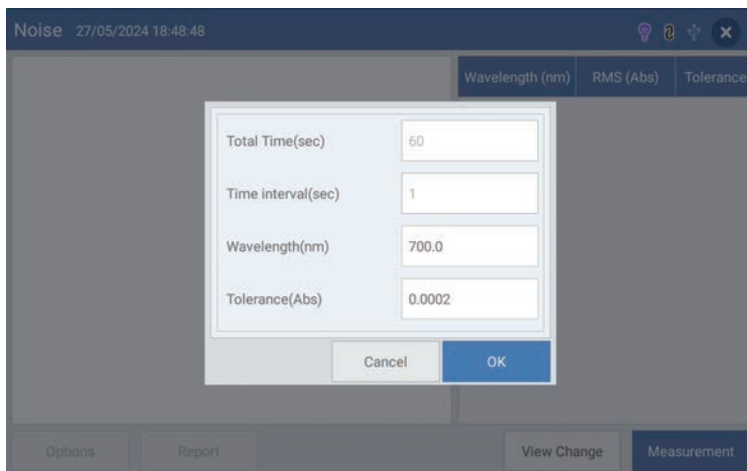 Noise 27/05/2024 18:48:48
Wavelength (nm) RMS (Abs) Tolerance
Total Time(sec) 60
Time interval(sec) 1
Wavelength(nm) 700.0
Tolerance(Abs) 0.0002
Cancel OK
Options Report View Change Measurement